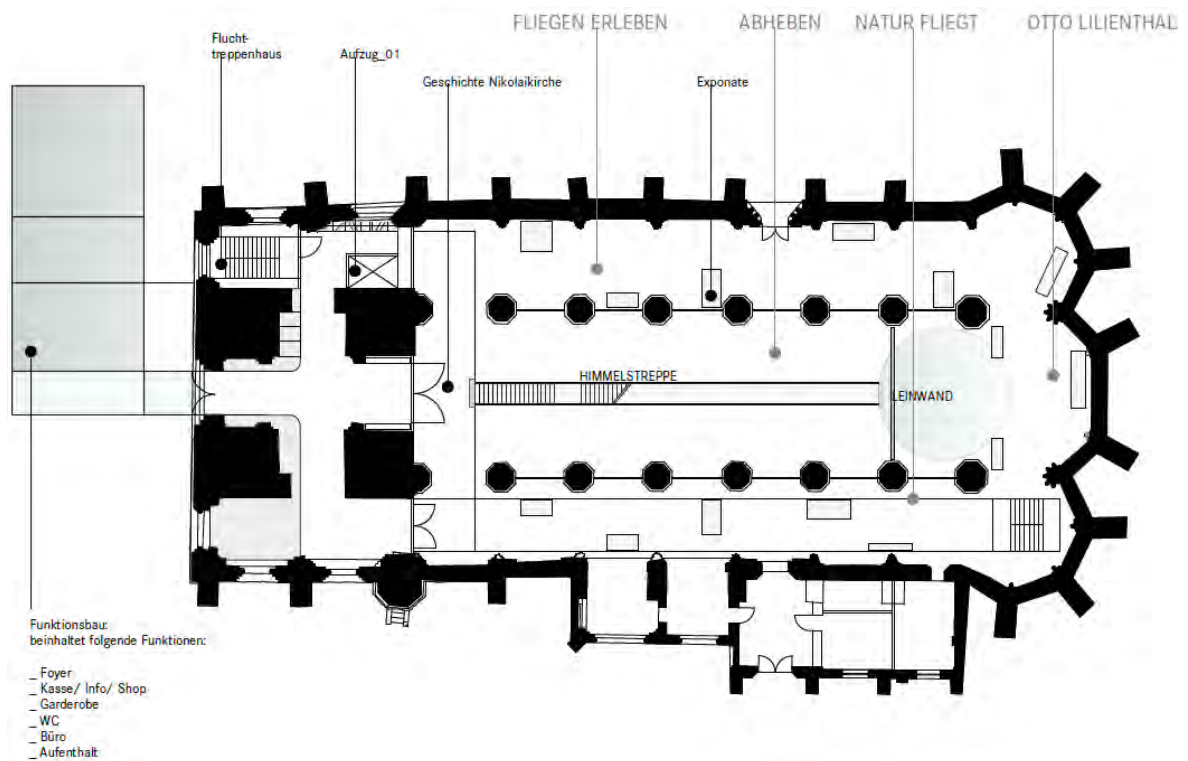 FLIEGEN ERLEBEN
ABHEBEN
NATUR FLIEGT
OTTO LILIENTHAL
Flucht-
treppenhaus
Aufzug_01
Geschichte Nikolaikirche
Exponate
HIMMELSTREPPE
LEINWAND
Funktionsbau:
beinhaltet folgende Funktionen:
_ Foyer
_ Kasse/ Info/ Shop
_ Garderobe
_ WC
_ Büro
_ Aufenthalt